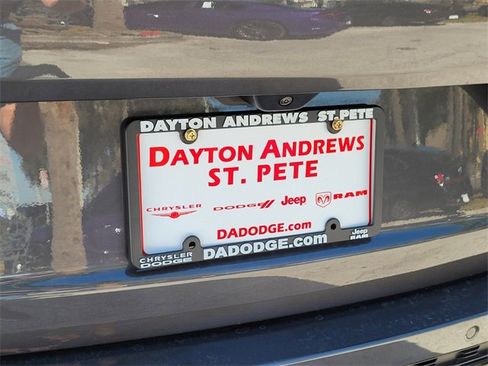 DAYTON ANDREWS ST.PETE
DAYTON ANDREWS
ST. PETE
CHRYSLER DODGE Jeep RAM
DADODGE.com
CHRYSLER DODGE DADODGE.com Jeep RAM